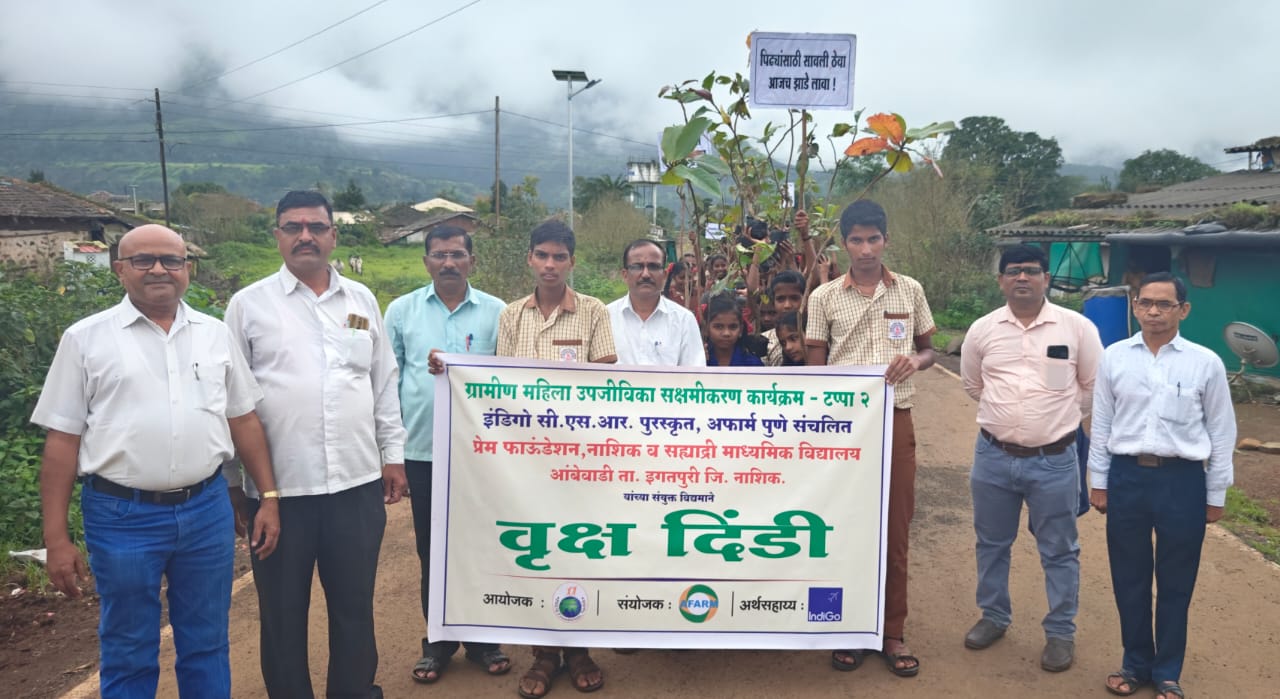 पिढ्यांसाठी सावली ठेवा
आजच झाडे लावा !
ग्रामीण महिला उपजीविका सक्षमीकरण कार्यक्रम - टप्पा २
इंडिगो सी.एस.आर. पुरस्कृत, अफार्म पुणे संचलित
प्रेम फाऊंडेशन,नाशिक व सह्याद्री माध्यमिक विद्यालय
आंबेवाडी ता. इगतपुरी जि. नाशिक.
यांच्या संयुक्त विद्यमाने
वृक्ष दिंडी
आयोजक : संयोजक : AFARM अर्थसहाय्य : IndiGo